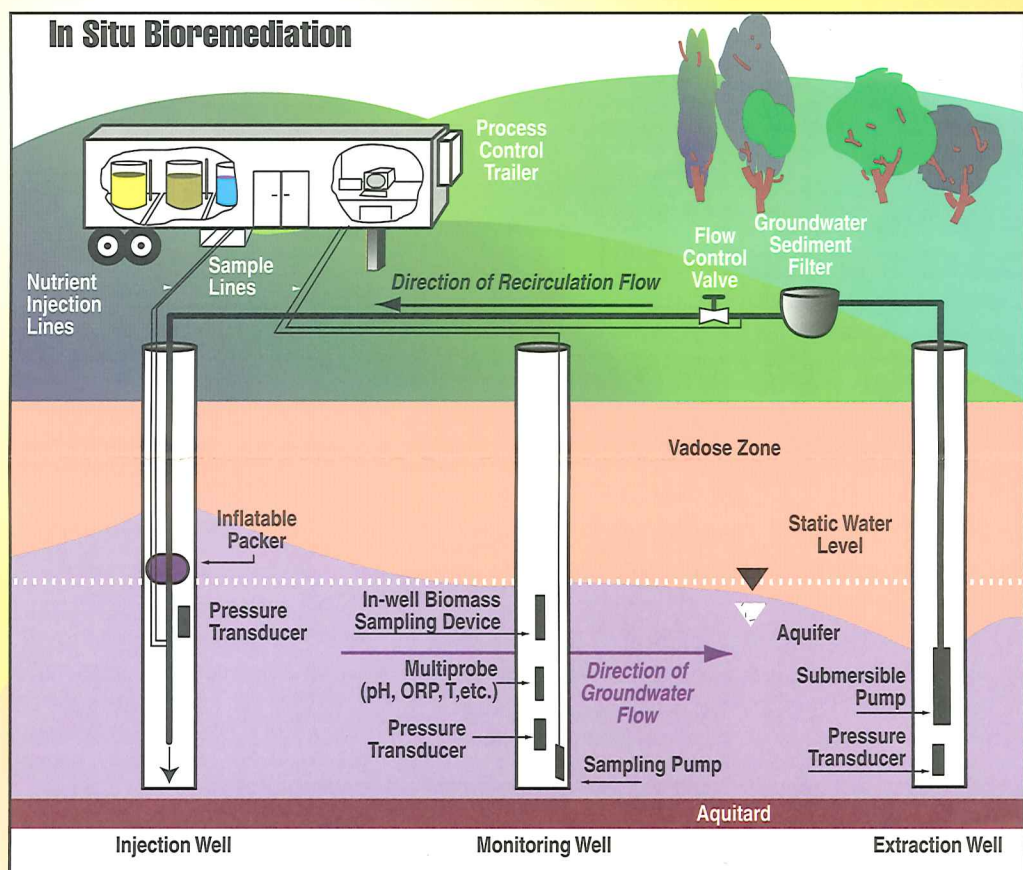 In Situ Bioremediation
Process
Control
Trailer
Groundwater
Sediment
Filter
Flow
Control
Valve
Nutrient
Injection
Lines
Sample
Lines
Direction of Recirculation Flow
Vadose Zone
Inflatable
Packer
Static Water
Level
Pressure
Transducer
In-well Biomass
Sampling Device
Aquifer
Multiprobe
(pH, ORP, T,etc.)
Direction of
Groundwater
Flow
Submersible
Pump
Pressure
Transducer
Sampling Pump
Pressure
Transducer
Aquitard
Injection Well
Monitoring Well
Extraction Well